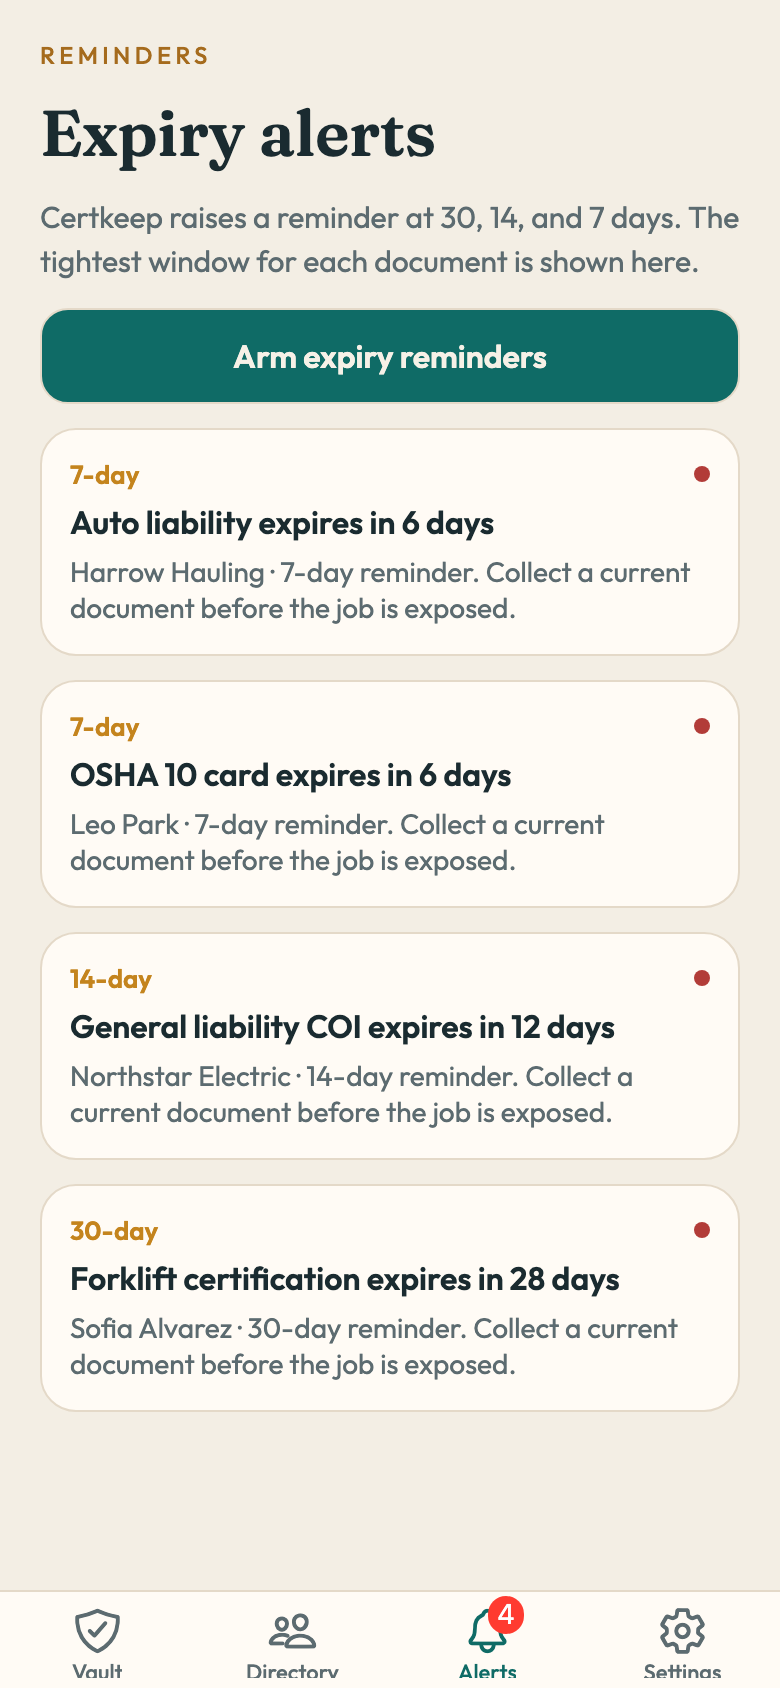 REMINDERS
Expiry alerts
Certkeep raises a reminder at 30, 14, and 7 days. The
tightest window for each document is shown here.
Arm expiry reminders
7-day
Auto liability expires in 6 days
Harrow Hauling · 7-day reminder. Collect a current
document before the job is exposed.
7-day
OSHA 10 card expires in 6 days
Leo Park · 7-day reminder. Collect a current
document before the job is exposed.
14-day
General liability COI expires in 12 days
Northstar Electric · 14-day reminder. Collect a
current document before the job is exposed.
30-day
Forklift certification expires in 28 days
Sofia Alvarez · 30-day reminder. Collect a current
document before the job is exposed.
4
Vault Directory Alerts Settings